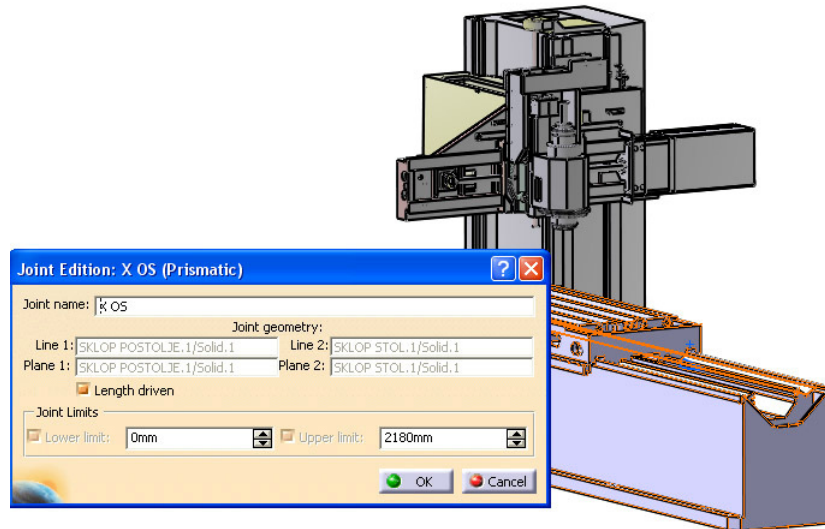 Joint Edition: X OS (Prismatic)
Joint name: X OS
Joint geometry:
Line 1: SKLOP POSTOLJE.1/Solid.1 Line 2: SKLOP STOL.1/Solid.1
Plane 1: SKLOP POSTOLJE.1/Solid.1 Plane 2: SKLOP STOL.1/Solid.1
Length driven
Joint Limits
Lower limit: 0mm Upper limit: 2180mm
OK Cancel